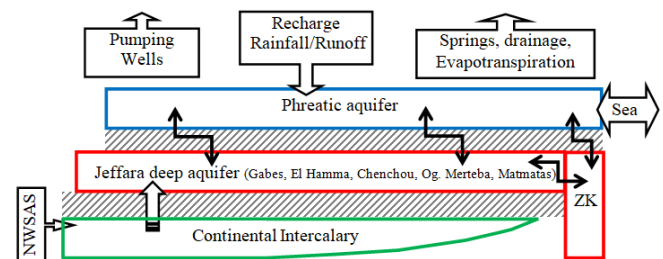 Pumping
Wells
Recharge
Rainfall/Runoff
Springs, drainage,
Evapotranspiration
Phreatic aquifer
Sea
Jeffara deep aquifer (Gabes, El Hamma, Chenchou, Og. Merteba, Matmatas)
ZK
NWSAS
Continental Intercalary